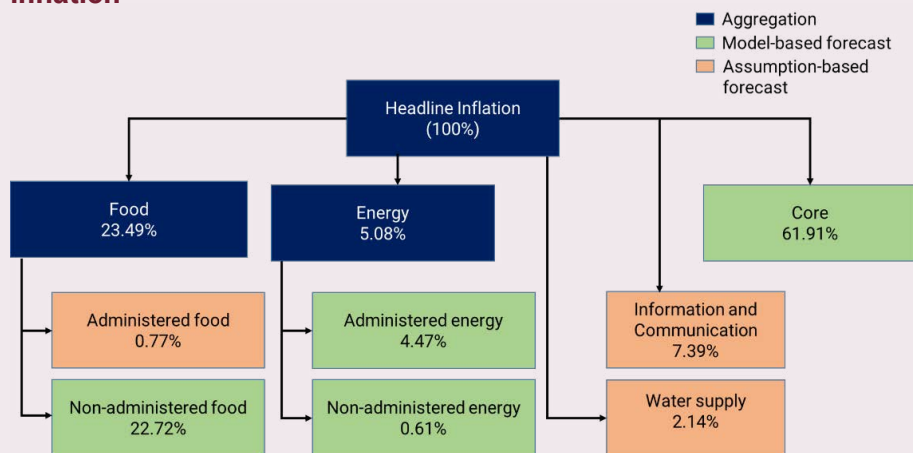 Inflation
Aggregation
Model-based forecast
Assumption-based
forecast
Headline Inflation
(100%)
Food
23.49%
Energy
5.08%
Core
61.91%
Administered food
0.77%
Administered energy
4.47%
Information and
Communication
7.39%
Non-administered food
22.72%
Non-administered energy
0.61%
Water supply
2.14%